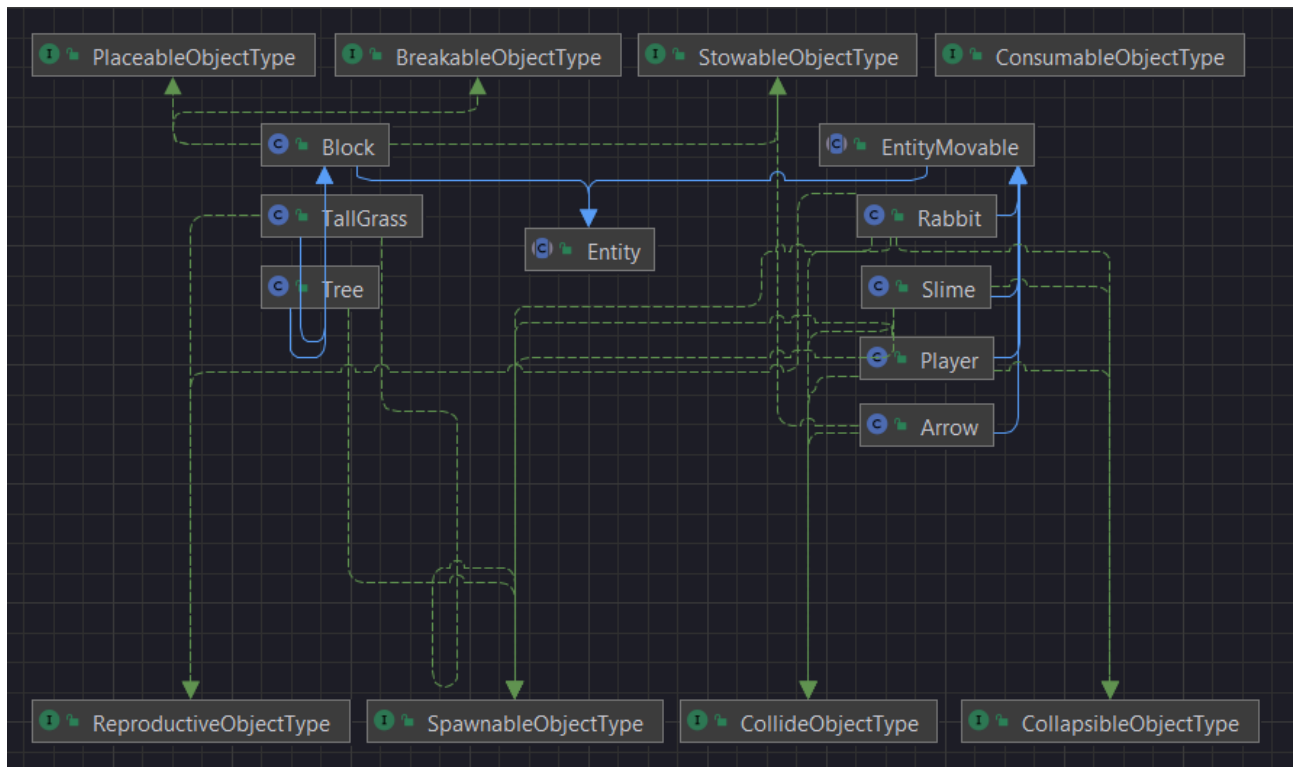 PlaceableObjectType
BreakableObjectType
StowableObjectType
ConsumableObjectType
Block
EntityMovable
TallGrass
Rabbit
Entity
Tree
Slime
Player
Arrow
ReproductiveObjectType
SpawnableObjectType
CollideObjectType
CollapsibleObjectType